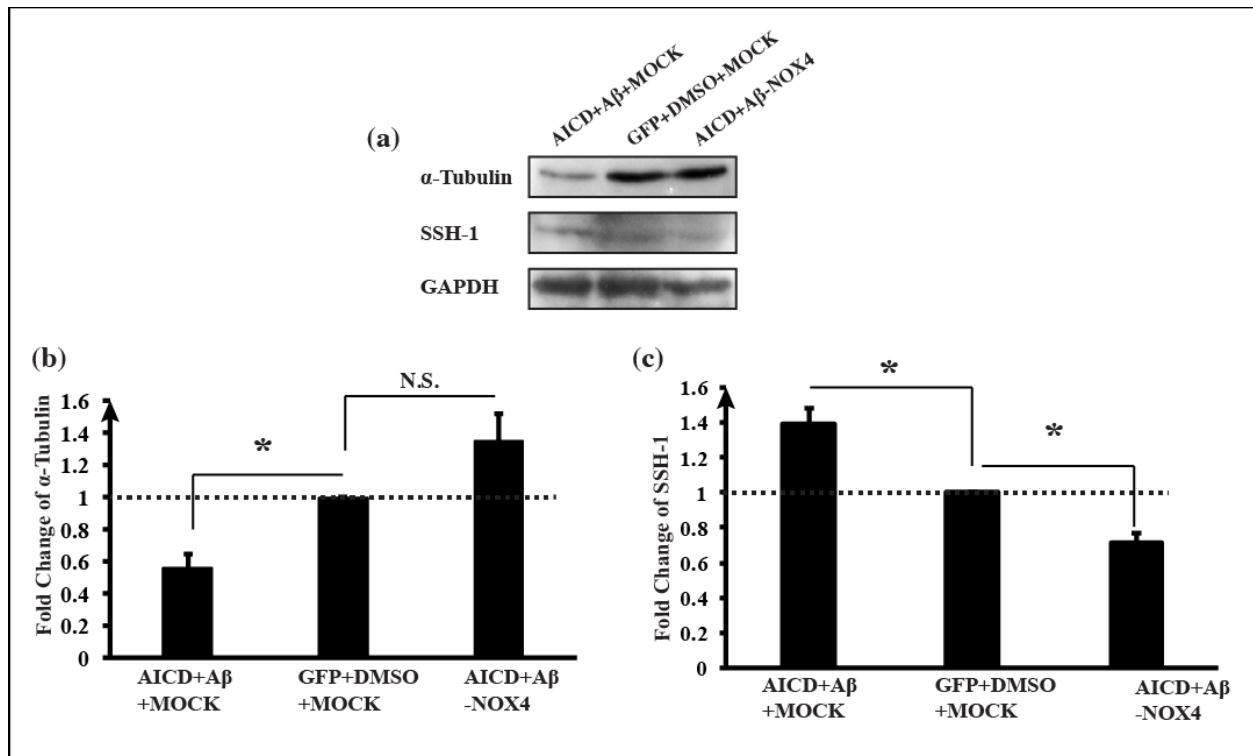 AICD+Aβ+MOCK
GFP+DMSO+MOCK
AICD+Aβ-NOX4
(a)
α-Tubulin
SSH-1
GAPDH
(b)
N.S.
*
Fold Change of α-Tubulin
1.6
1.4
1.2
1
0.8
0.6
0.4
0.2
0
AICD+Aβ
+MOCK
GFP+DMSO
+MOCK
AICD+Aβ
-NOX4
(c)
*
*
Fold Change of SSH-1
1.6
1.4
1.2
1
0.8
0.6
0.4
0.2
0
AICD+Aβ
+MOCK
GFP+DMSO
+MOCK
AICD+Aβ
-NOX4